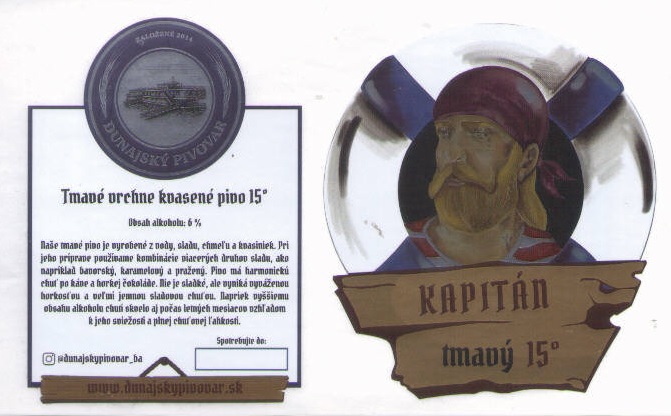 ZALOŽENÉ 2014
DUNAJSKÝ PIVOVAR
Tmavé vrchne kvasené pivo 15°
Obsah alkoholu: 6 %
Naše tmavé pivo je vyrobené z vody, sladu, chmeľu a kvasiniek. Pri
jeho príprave používame kombinácie viacerých druhov sladu, ako
napríklad bavorský, karamelový a pražený. Pivo má harmonickú
chuť po káve a horkej čokoláde. Nie je sladké, ale vyniká vyváženou
horkosťou a veľmi jemnou sladovou chuťou. Napriek vyššiemu
obsahu alkoholu chutí skvelo aj počas letných mesiacov vzhľadom
k jeho sviežosti a plnej chuťovej ľahkosti.
Spotrebujte do:
@dunajskypivovar_ba
www.dunajskypivovar.sk
KAPITÁN
tmavý 15°